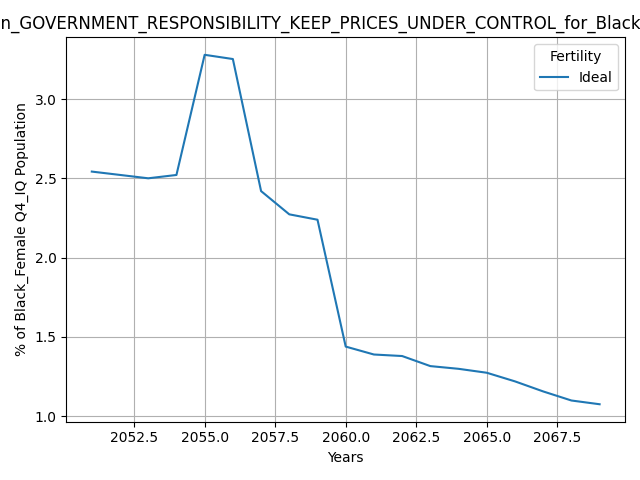 n_GOVERNMENT_RESPONSIBILITY_KEEP_PRICES_UNDER_CONTROL_for_Black
Fertility
Ideal
% of Black_Female Q4_IQ Population
3.0
2.5
2.0
1.5
1.0
2052.5 2055.0 2057.5 2060.0 2062.5 2065.0 2067.5
Years